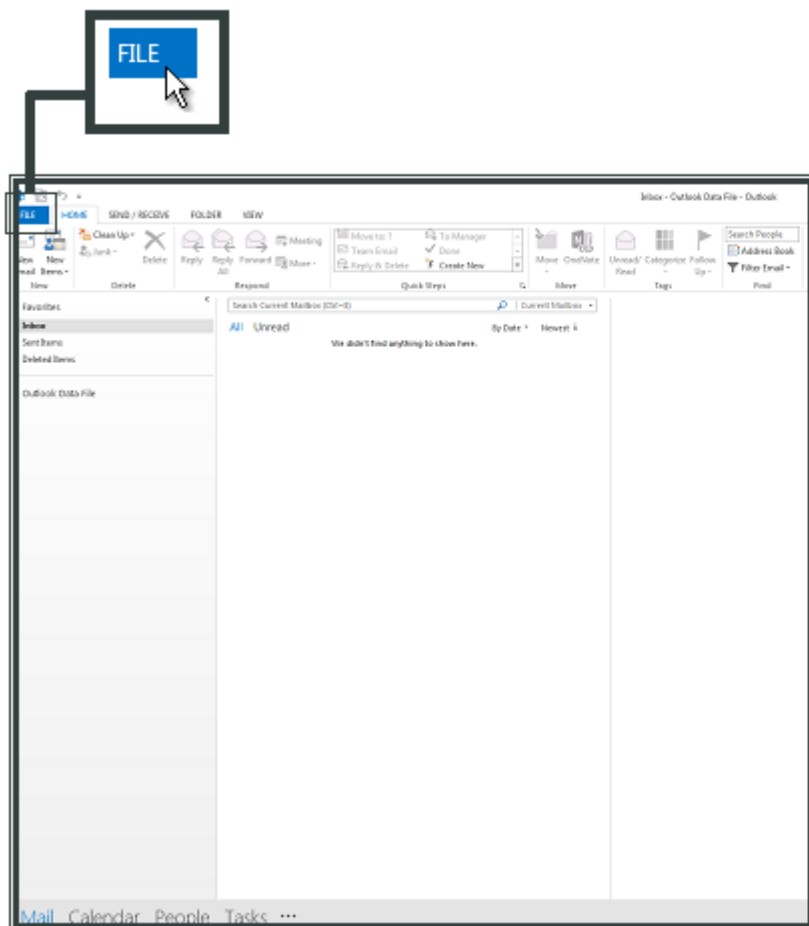 FILE
Inbox - Outlook Data File - Outlook
FILE HOME SEND / RECEIVE FOLDER VIEW
Clean Up
Junk
Delete
New Items
Reply
Reply All
Forward
Meeting
More
Move to: ?
Team Email
Reply & Delete
To Manager
Done
Create New
Move
OneNote
Unread/ Read
Categorize
Follow Up
Search People
Address Book
Filter Email
New Delete Respond Quick Steps Move Tags Find
Favorites
Inbox
Sent Items
Deleted Items
Outlook Data File
Search Current Mailbox (Ctrl+E) Current Mailbox
All Unread By Date Newest
We didn't find anything to show here.
Mail Calendar People Tasks ...